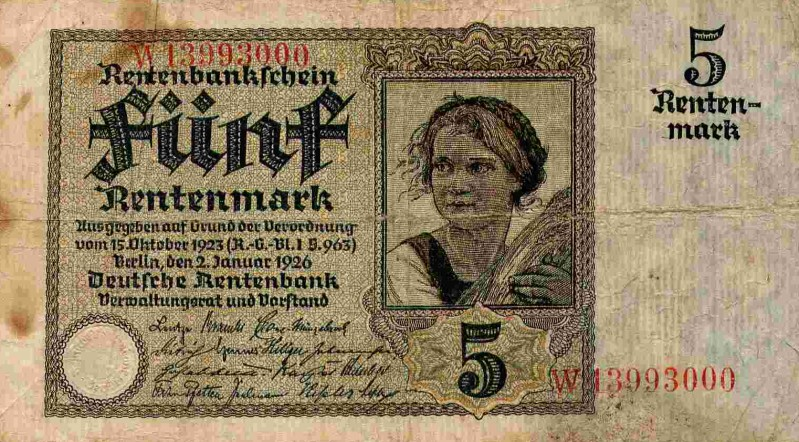 W 13993000
Rentenbankschein
Fünf
Rentenmark
Ausgegeben auf Grund der Verordnung
vom 15. Oktober 1923 (R.-G.-Bl. I S. 963)
Berlin, den 2. Januar 1926
Deutsche Rentenbank
Verwaltungsrat und Vorstand
5
Renten-
mark
5
W 13993000